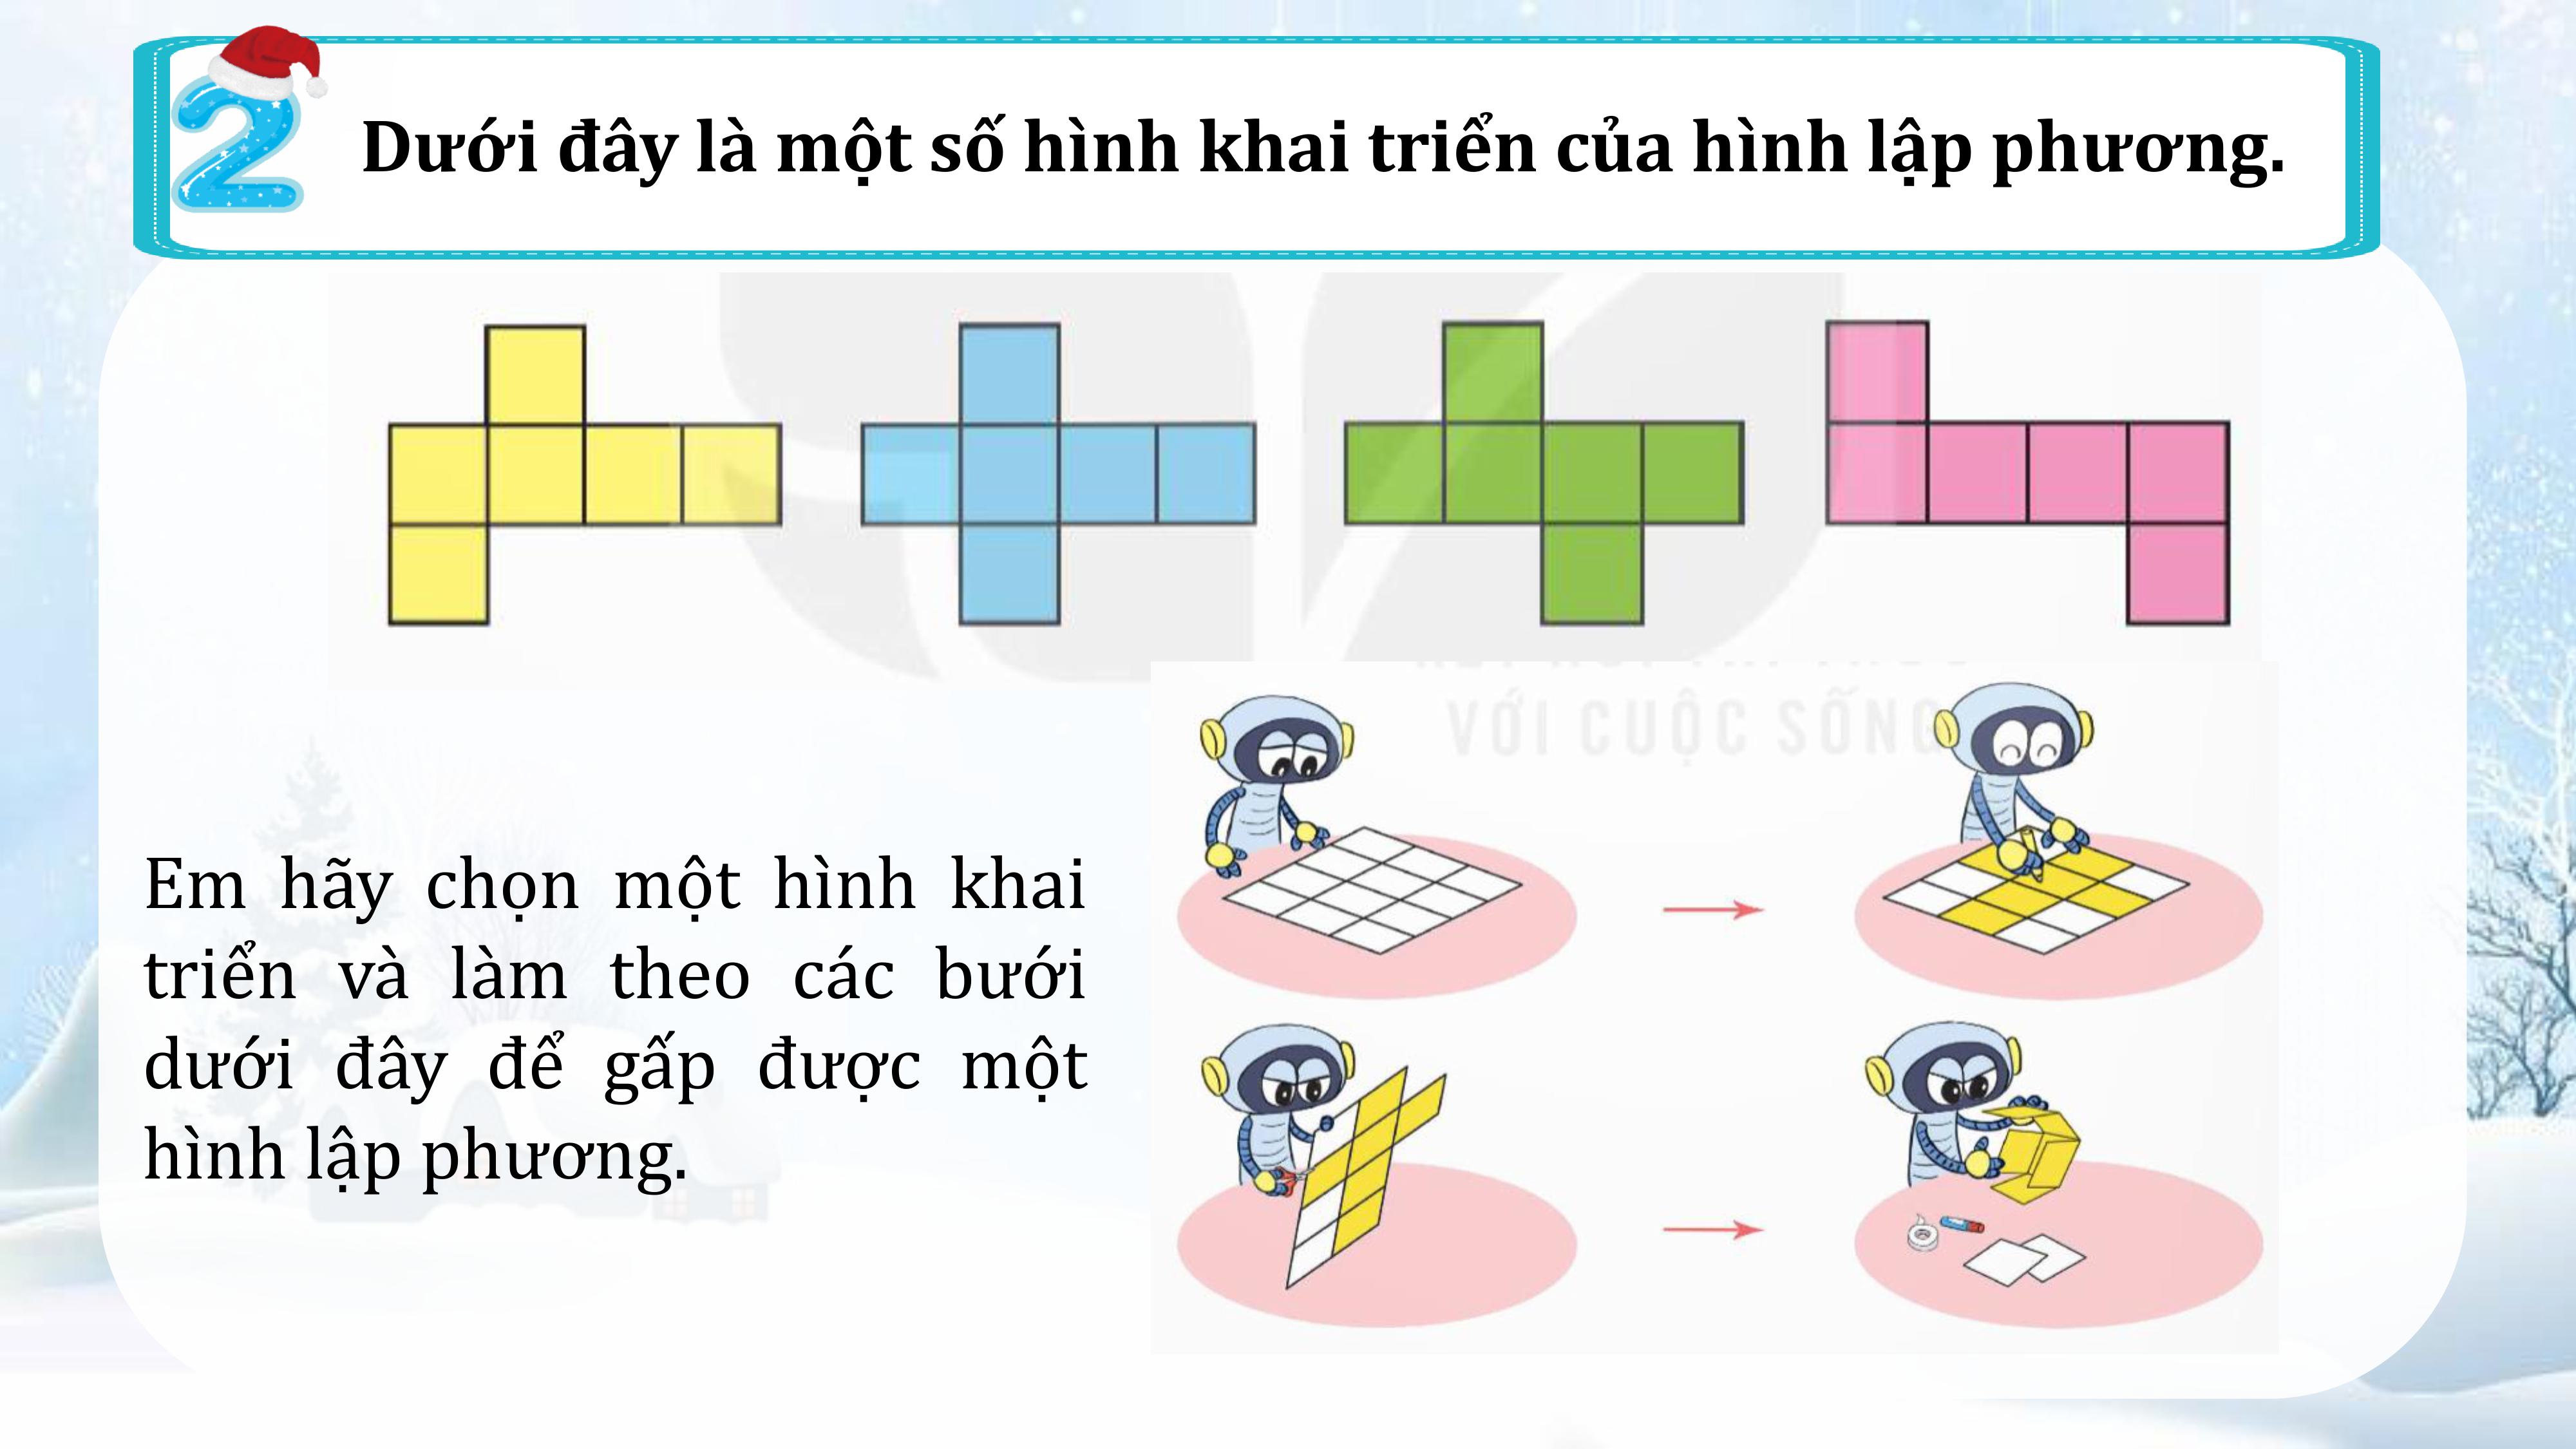 2
Dưới đây là một số hình khai triển của hình lập phương.
VỚI CUỘC SỐNG
Em hãy chọn một hình khai
triển và làm theo các bưới
dưới đây để gấp được một
hình lập phương.